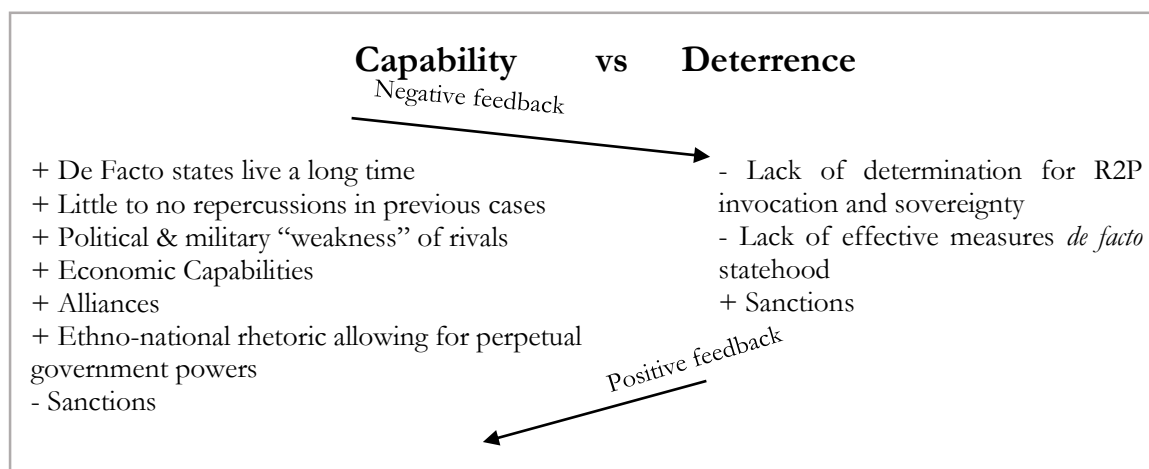 Capability vs Deterrence
Negative feedback
+ De Facto states live a long time
+ Little to no repercussions in previous cases
+ Political & military “weakness” of rivals
+ Economic Capabilities
+ Alliances
+ Ethno-national rhetoric allowing for perpetual
government powers
- Sanctions
- Lack of determination for R2P
invocation and sovereignty
- Lack of effective measures de facto
statehood
+ Sanctions
Positive feedback